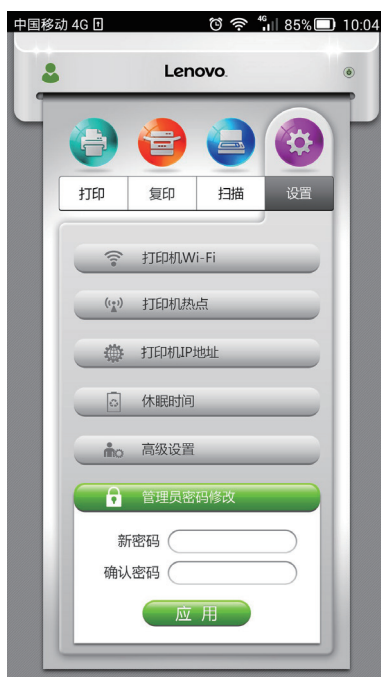 中国移动 4G
4G 85% 10:04
Lenovo.
打印 复印 扫描 设置
打印机Wi-Fi
打印机热点
打印机IP地址
休眠时间
高级设置
管理员密码修改
新密码
确认密码
应用